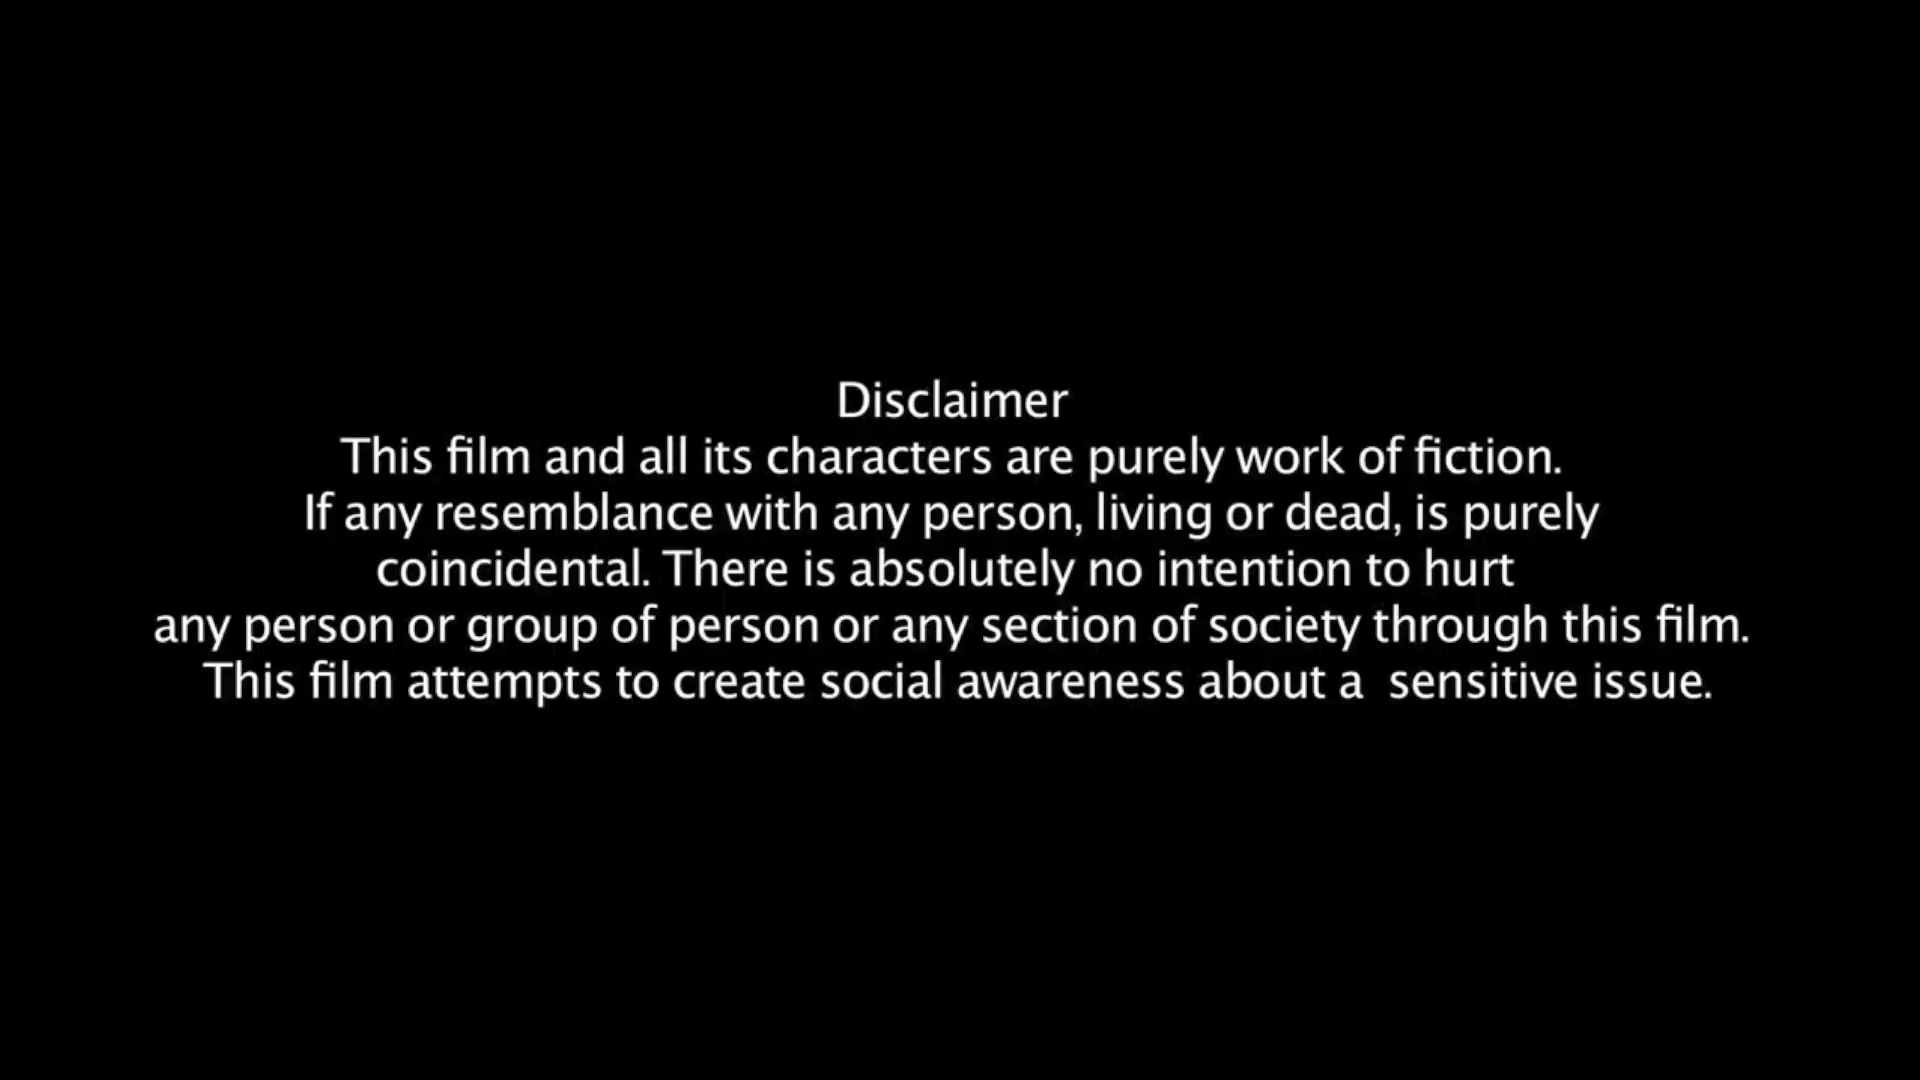 Disclaimer
This film and all its characters are purely work of fiction.
If any resemblance with any person, living or dead, is purely
coincidental. There is absolutely no intention to hurt
any person or group of person or any section of society through this film.
This film attempts to create social awareness about a  sensitive issue.